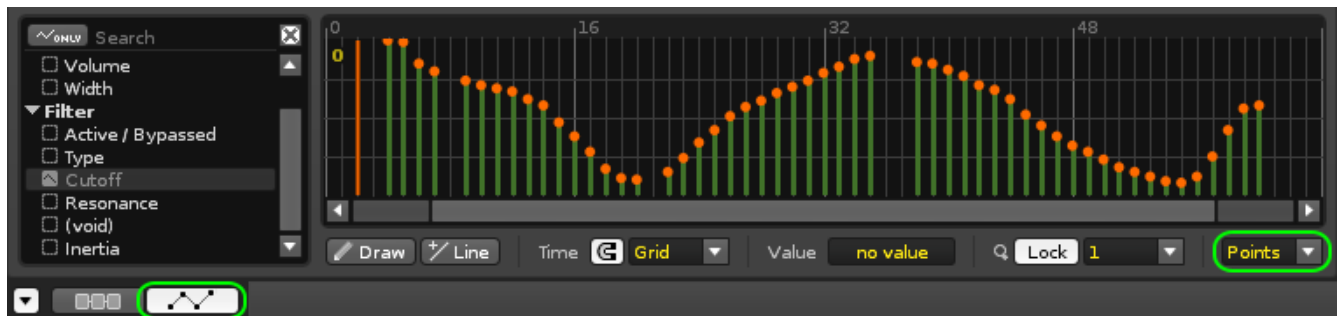 ONLY Search
Volume
Width
Filter
Active / Bypassed
Type
Cutoff
Resonance
(void)
Inertia
0 16 32 48
0
Draw +/ Line Time Grid Value no value Lock 1 Points